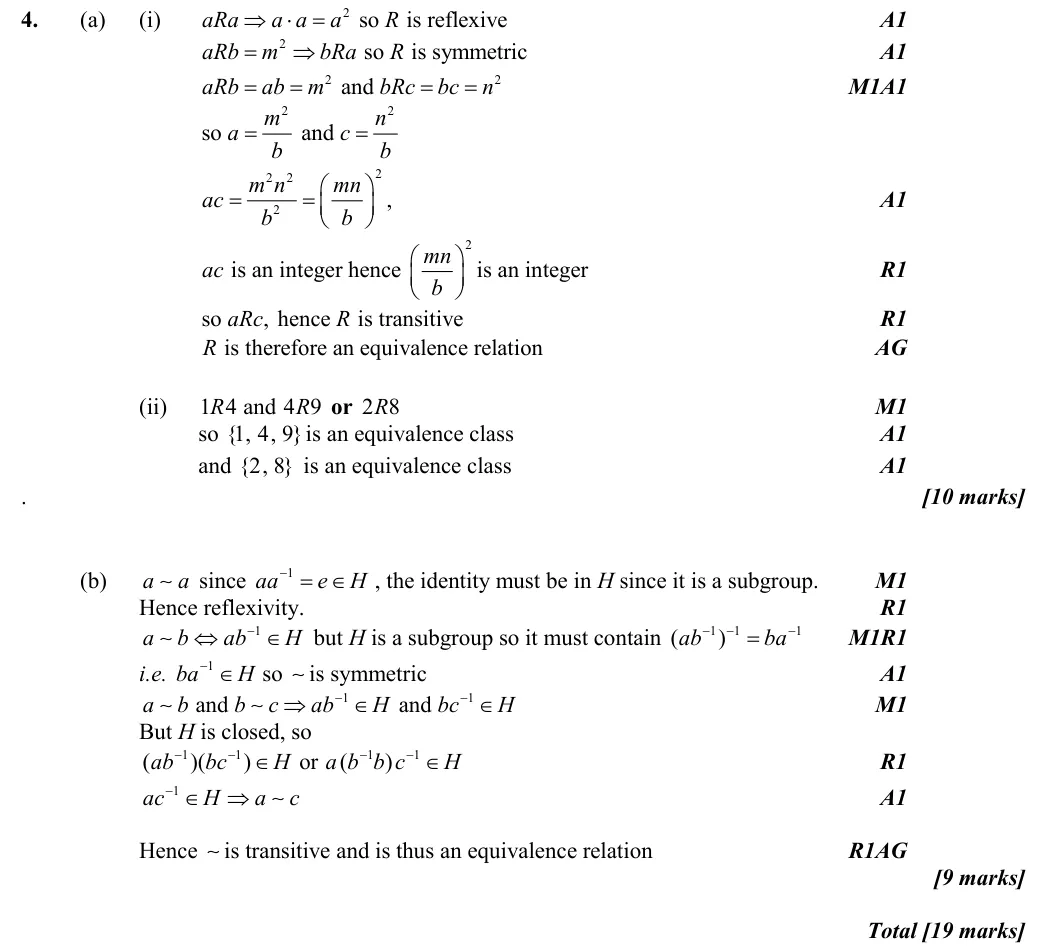 4. (a) (i) aRa ⇒ a · a = a² so R is reflexive A1
aRb = m² ⇒ bRa so R is symmetric A1
aRb = ab = m² and bRc = bc = n² M1A1
so a = m²/b and c = n²/b
ac = m²n²/b² = (mn/b)², A1
ac is an integer hence (mn/b)² is an integer R1
so aRc, hence R is transitive R1
R is therefore an equivalence relation AG
(ii) 1R4 and 4R9 or 2R8 M1
so {1, 4, 9} is an equivalence class A1
and {2, 8} is an equivalence class A1
. [10 marks]
(b) a ~ a since aa⁻¹ = e ∈ H , the identity must be in H since it is a subgroup. M1
Hence reflexivity. R1
a ~ b ⇔ ab⁻¹ ∈ H but H is a subgroup so it must contain (ab⁻¹)⁻¹ = ba⁻¹ M1R1
i.e. ba⁻¹ ∈ H so ~ is symmetric A1
a ~ b and b ~ c ⇒ ab⁻¹ ∈ H and bc⁻¹ ∈ H M1
But H is closed, so
(ab⁻¹)(bc⁻¹) ∈ H or a(b⁻¹b)c⁻¹ ∈ H R1
ac⁻¹ ∈ H ⇒ a ~ c A1
Hence ~ is transitive and is thus an equivalence relation R1AG
[9 marks]
Total [19 marks]